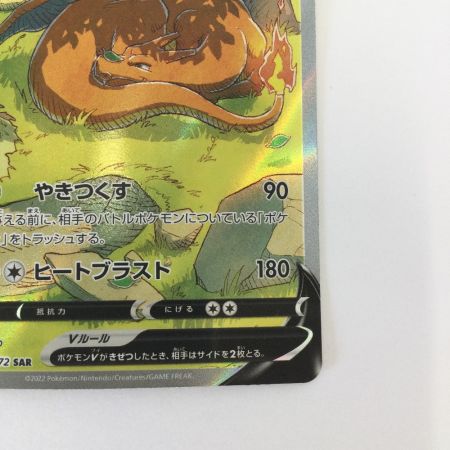 やきつくす 90
える前に、相手のバトルポケモンについている「ポケ
」をトラッシュする。
ヒートブラスト 180
抵抗力 にげる
Vルール
ポケモンVがきぜつしたとき、相手はサイドを2枚とる。
72 SAR
©2022 Pokémon/Nintendo/Creatures/GAME FREAK.